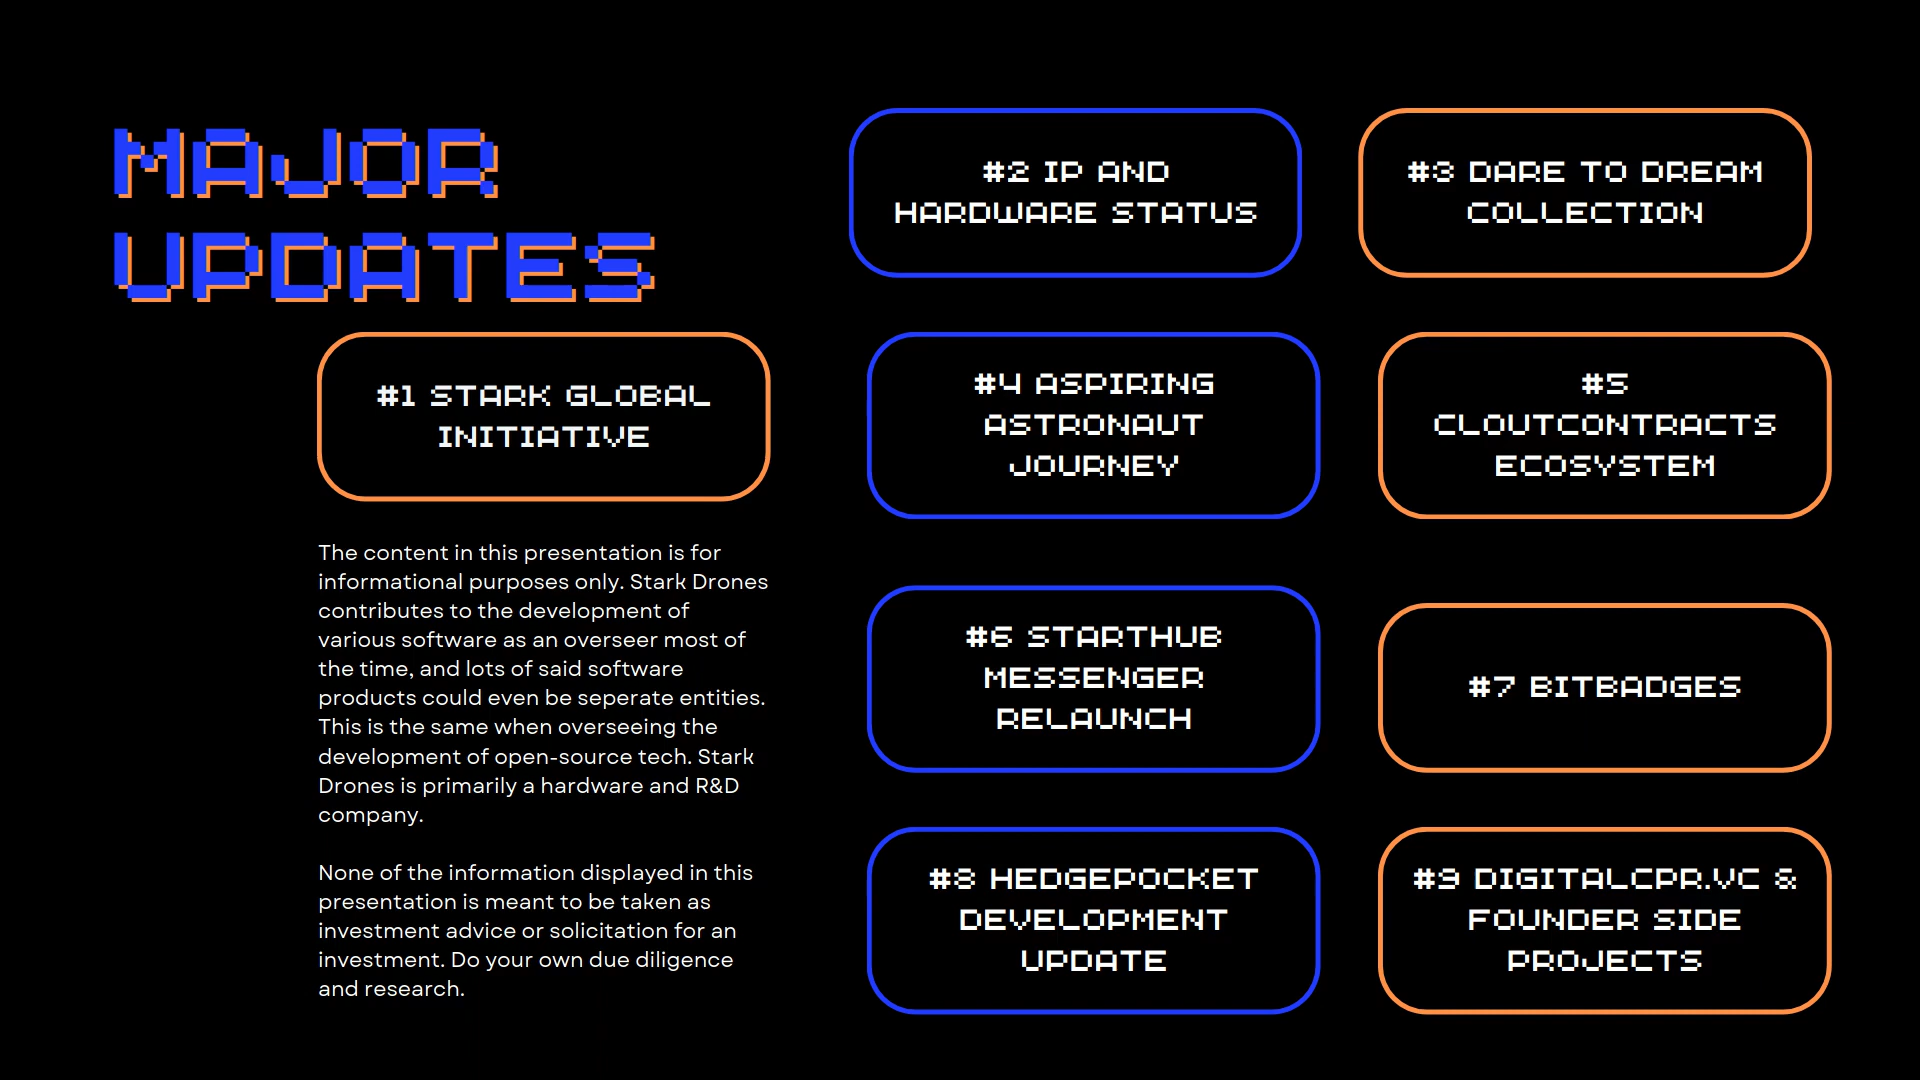 MAJOR
UPDATES
#1 STARK GLOBAL
INITIATIVE
The content in this presentation is for
informational purposes only. Stark Drones
contributes to the development of
various software as an overseer most of
the time, and lots of said software
products could even be seperate entities.
This is the same when overseeing the
development of open-source tech. Stark
Drones is primarily a hardware and R&D
company.
None of the information displayed in this
presentation is meant to be taken as
investment advice or solicitation for an
investment. Do your own due diligence
and research.
#2 IP AND
HARDWARE STATUS
#3 DARE TO DREAM
COLLECTION
#4 ASPIRING
ASTRONAUT
JOURNEY
#5
CLOUTCONTRACTS
ECOSYSTEM
#6 STARTHUB
MESSENGER
RELAUNCH
#7 BITBADGES
#8 HEDGEPOCKET
DEVELOPMENT
UPDATE
#9 DIGITALCPR.VC &
FOUNDER SIDE
PROJECTS